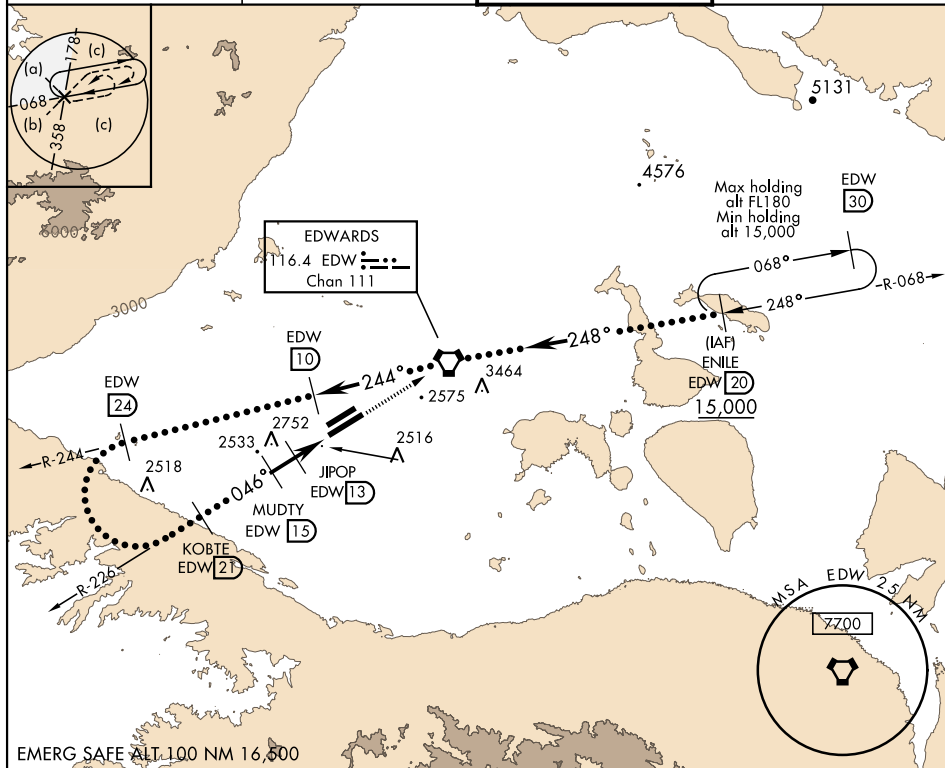 178
(c)
(a)
068
(b)
(c)
358
5131
4576
Max holding
alt FL180
Min holding
alt 15,000
EDW
30
6000
EDWARDS
116.4 EDW
Chan 111
068°
R-068
248°
3000
248°
(IAF)
ENILE
EDW 20
15,000
EDW
10
244°
3464
2575
EDW
24
2752
2533
2516
R-244
2518
046°
JIPOP
EDW 13
MUDTY
EDW 15
KOBTE
EDW 21
R-226
MSA EDW 25 NM
7700
EMERG SAFE ALT 100 NM 16,500